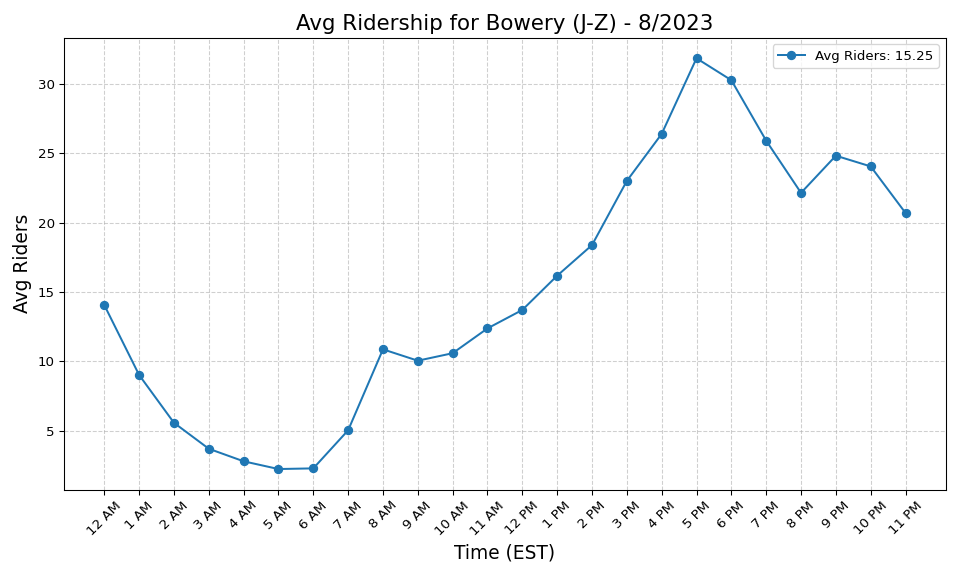 Avg Ridership for Bowery (J-Z) - 8/2023
Avg Riders: 15.25
Avg Riders
30
25
20
15
10
5
12 AM
1 AM
2 AM
3 AM
4 AM
5 AM
6 AM
7 AM
8 AM
9 AM
10 AM
11 AM
12 PM
1 PM
2 PM
3 PM
4 PM
5 PM
6 PM
7 PM
8 PM
9 PM
10 PM
11 PM
Time (EST)